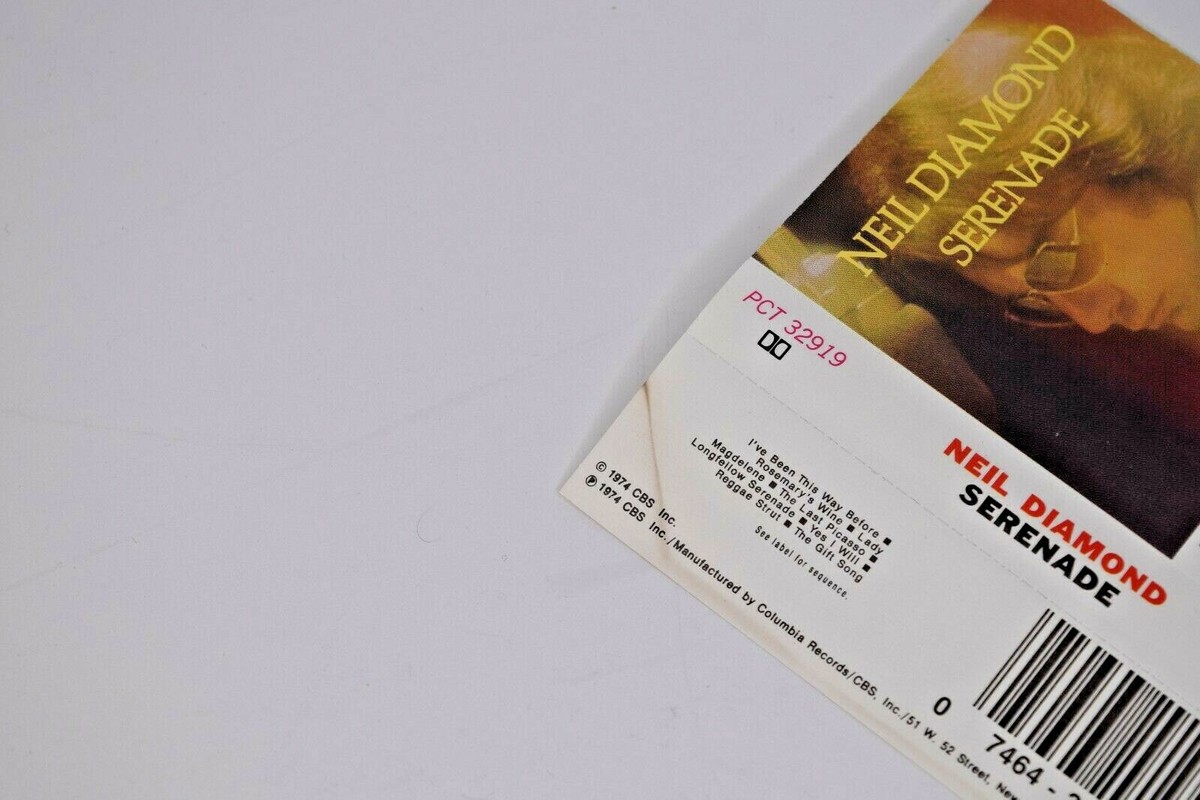 NEIL DIAMOND
SERENADE
PCT 32919
NEIL DIAMOND
SERENADE
I've Been This Way Before ■
Rosemary's Wine ■ Lady
Magdelene ■ The Last Picasso ■
Longfellow Serenade ■ Yes I Will ■
Reggae Strut ■ The Gift Song
See label for sequence.
© 1974 CBS Inc.
℗ 1974 CBS Inc./Manufactured by Columbia Records/CBS, Inc./51 W. 52 Street,
0 7464 -